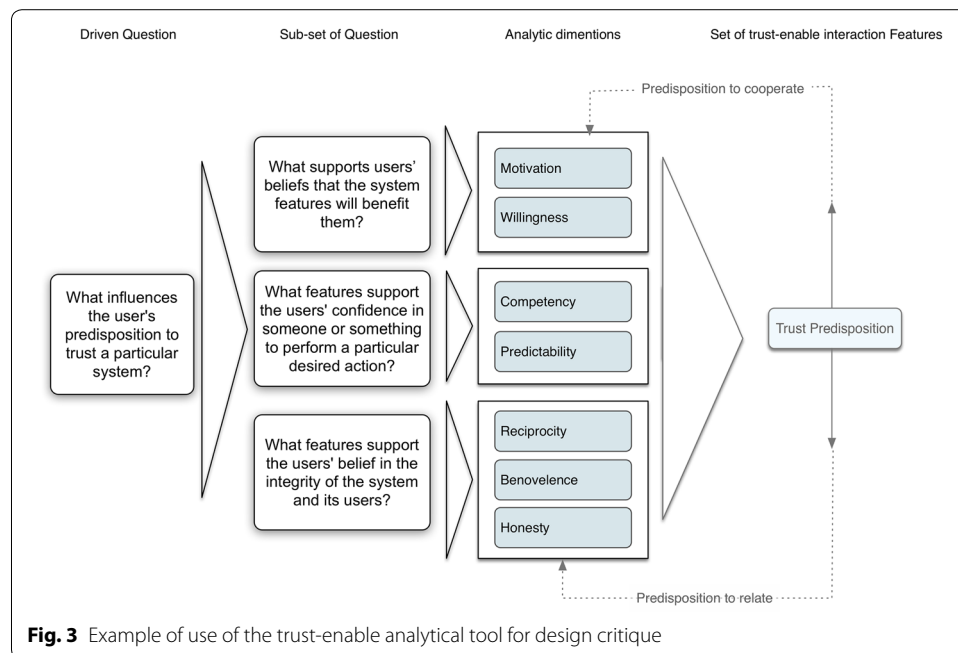 Driven Question
Sub-set of Question
Analytic dimentions
Set of trust-enable interaction Features
Predisposition to cooperate
What influences
the user's
predisposition to
trust a particular
system?
What supports users'
beliefs that the system
features will benefit
them?
Motivation
Willingness
What features support
the users' confidence in
someone or something
to perform a particular
desired action?
Competency
Predictability
What features support
the users' belief in the
integrity of the system
and its users?
Reciprocity
Benovelence
Honesty
Trust Predisposition
Predisposition to relate
Fig. 3 Example of use of the trust-enable analytical tool for design critique